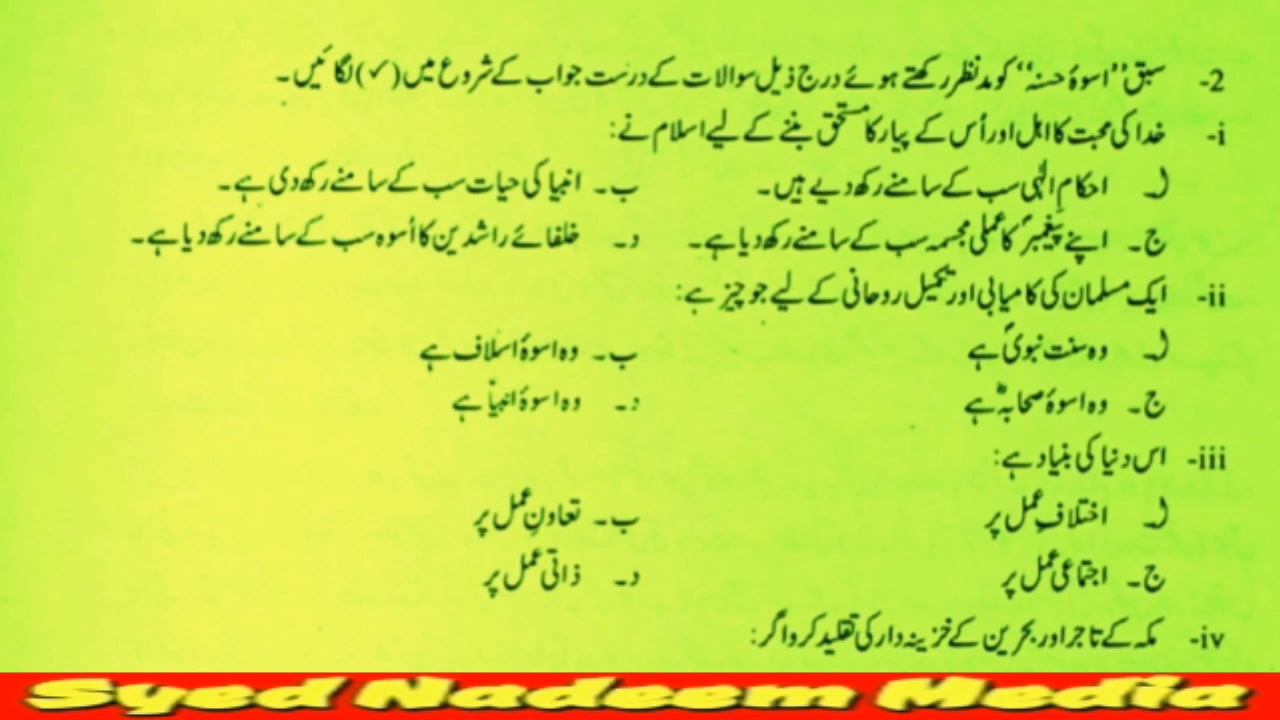 2- سبق "اسوۂ حسنہ" کو مدنظر رکھتے ہوئے درج ذیل سوالات کے درست جواب کے شروع میں (✓) لگائیں۔
i- خدا کی محبت کا اہل اور اُس کے پیار کا مستحق بننے کے لیے اسلام نے:
ا۔ احکامِ الٰہی سب کے سامنے رکھ دیے ہیں۔ ب۔ انبیا کی حیات سب کے سامنے رکھ دی ہے۔
ج۔ اپنے پیغمبرؐ کا عملی مجسمہ سب کے سامنے رکھ دیا ہے۔ د۔ خلفائے راشدین کا اُسوہ سب کے سامنے رکھ دیا ہے۔
ii- ایک مسلمان کی کامیابی اور تکمیل روحانی کے لیے جو چیز ہے:
ا۔ وہ سنت نبویؐ ہے ب۔ وہ اسوۂ اسلاف ہے
ج۔ وہ اسوۂ صحابہؓ ہے د۔ وہ اسوۂ انبیاؑ ہے
iii- اس دنیا کی بنیاد ہے:
ا۔ اختلافِ عمل پر ب۔ تعاونِ عمل پر
ج۔ اجتماعی عمل پر د۔ ذاتی عمل پر
iv- مکہ کے تاجر اور بحرین کے خزینہ دار کی تقلید کرو اگر:
Syed Nadeem Media